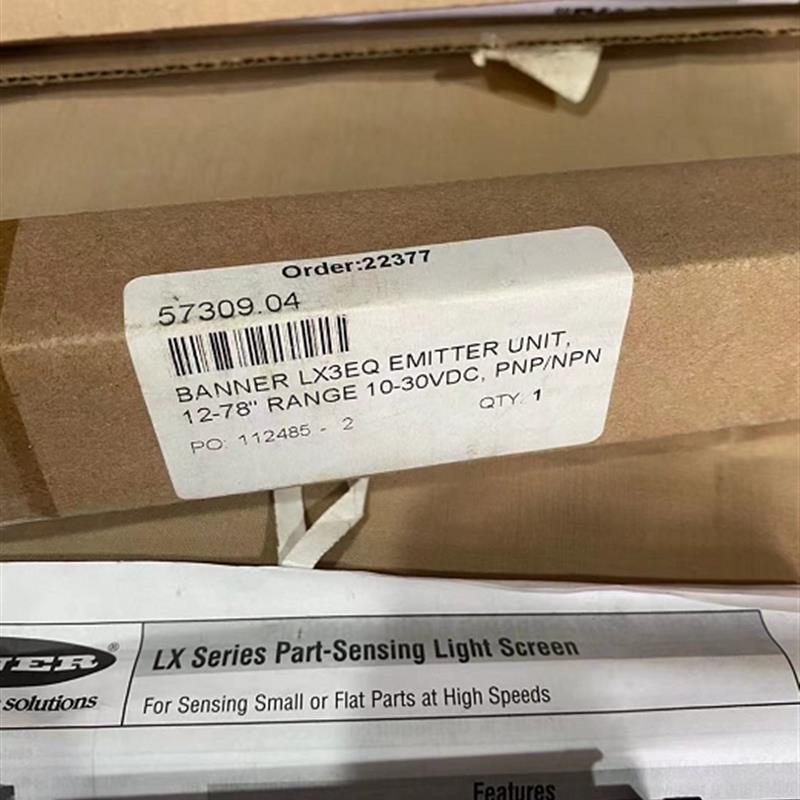 Order:22377
57309.04
BANNER LX3EQ EMITTER UNIT,
12-78" RANGE 10-30VDC, PNP/NPN
QTY. 1
PO: 112485 - 2
®
LX Series Part-Sensing Light Screen
solutions
For Sensing Small or Flat Parts at High Speeds
Features